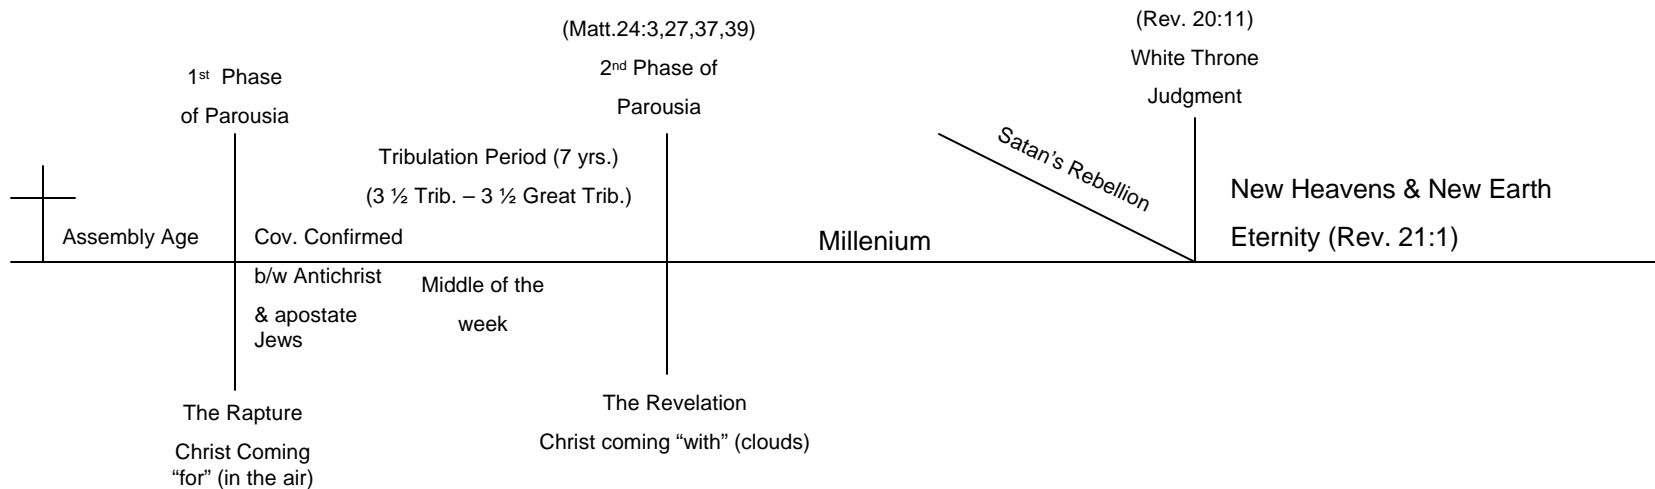 (Matt.24:3,27,37,39)
2nd Phase of
Parousia
(Rev. 20:11)
White Throne
Judgment
1st Phase
of Parousia
Tribulation Period (7 yrs.)
(3 ½ Trib. – 3 ½ Great Trib.)
Satan’s Rebellion
New Heavens & New Earth
Eternity (Rev. 21:1)
Assembly Age
Cov. Confirmed
b/w Antichrist
& apostate
Jews
Middle of the
week
Millenium
The Rapture
Christ Coming
“for” (in the air)
The Revelation
Christ coming “with” (clouds)